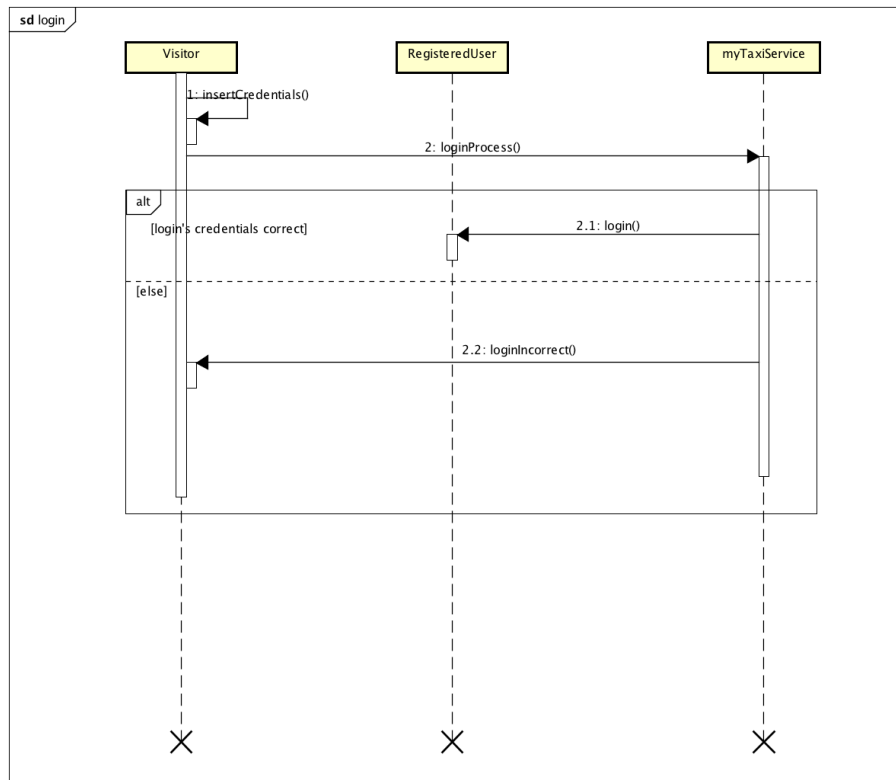 sd login
Visitor
RegisteredUser
myTaxiService
1: insertCredentials()
2: loginProcess()
alt
[login's credentials correct]
2.1: login()
[else]
2.2: loginIncorrect()